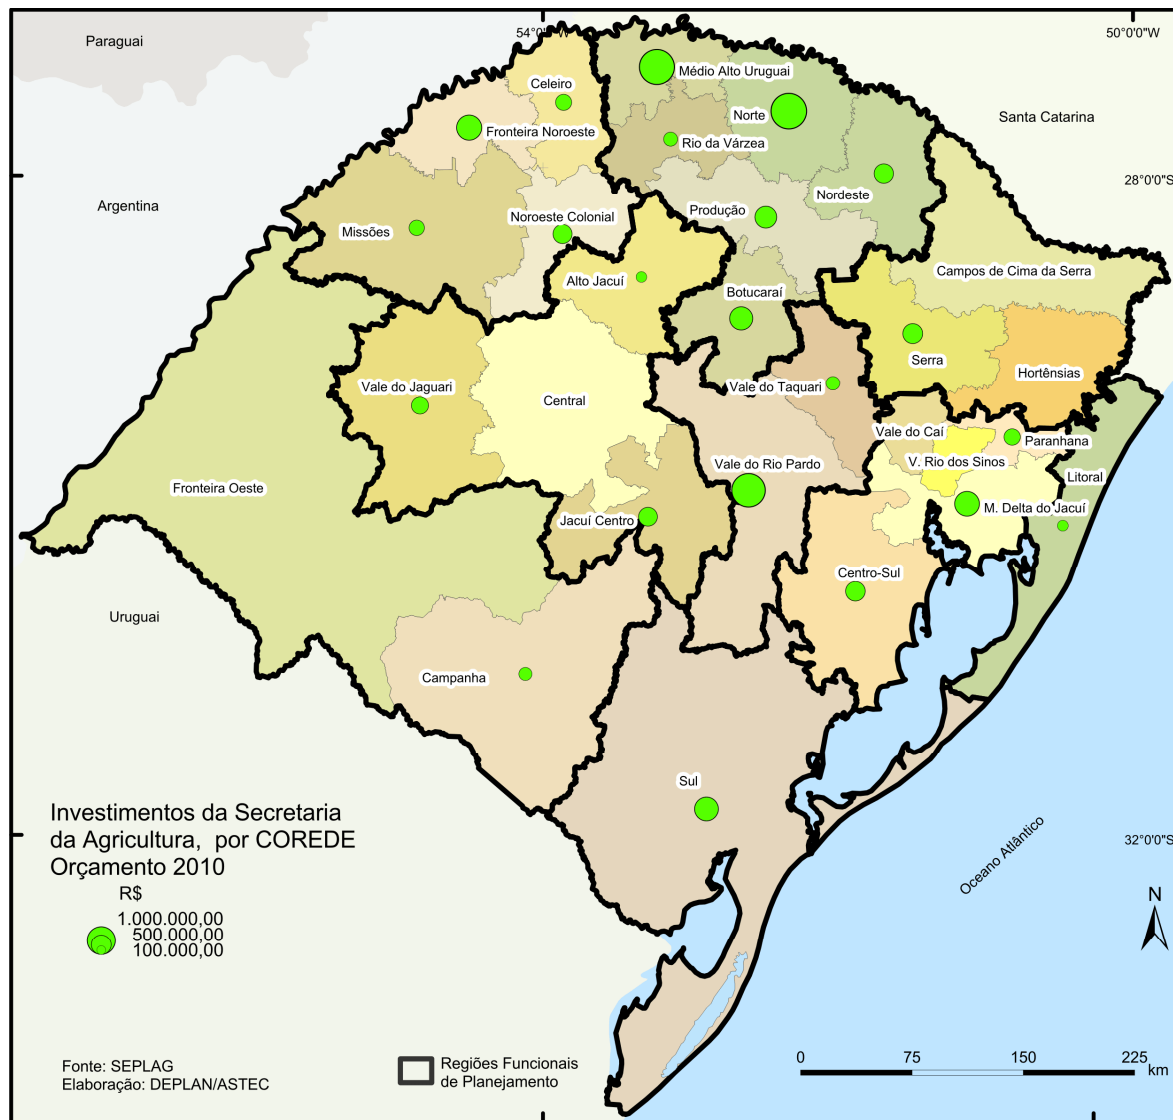 Paraguai
54°0'0"W
50°0'0"W
Celeiro
Médio Alto Uruguai
Norte
Santa Catarina
Fronteira Noroeste
Rio da Várzea
28°0'0"S
Argentina
Nordeste
Produção
Noroeste Colonial
Missões
Alto Jacuí
Campos de Cima da Serra
Botucaraí
Serra
Hortênsias
Vale do Jaguari
Central
Vale do Taquari
Vale do Caí
Paranhana
Fronteira Oeste
Vale do Rio Pardo
V. Rio dos Sinos
Litoral
M. Delta do Jacuí
Jacuí Centro
Centro-Sul
Uruguai
Campanha
Sul
Oceano Atlântico
32°0'0"S
N
Investimentos da Secretaria
da Agricultura, por COREDE
Orçamento 2010
R$
1.000.000,00
500.000,00
100.000,00
Fonte: SEPLAG
Elaboração: DEPLAN/ASTEC
Regiões Funcionais
de Planejamento
0 75 150 225
km